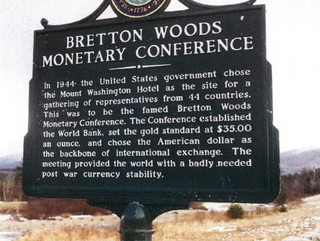 1776
BRETTON WOODS
MONETARY CONFERENCE
In 1944 the United States government chose
the Mount Washington Hotel as the site for a
gathering of representatives from 44 countries.
This was to be the famed Bretton Woods
Monetary Conference. The Conference established
the World Bank, set the gold standard at $35.00
an ounce, and chose the American dollar as
the backbone of international exchange. The
meeting provided the world with a badly needed
post war currency stability.